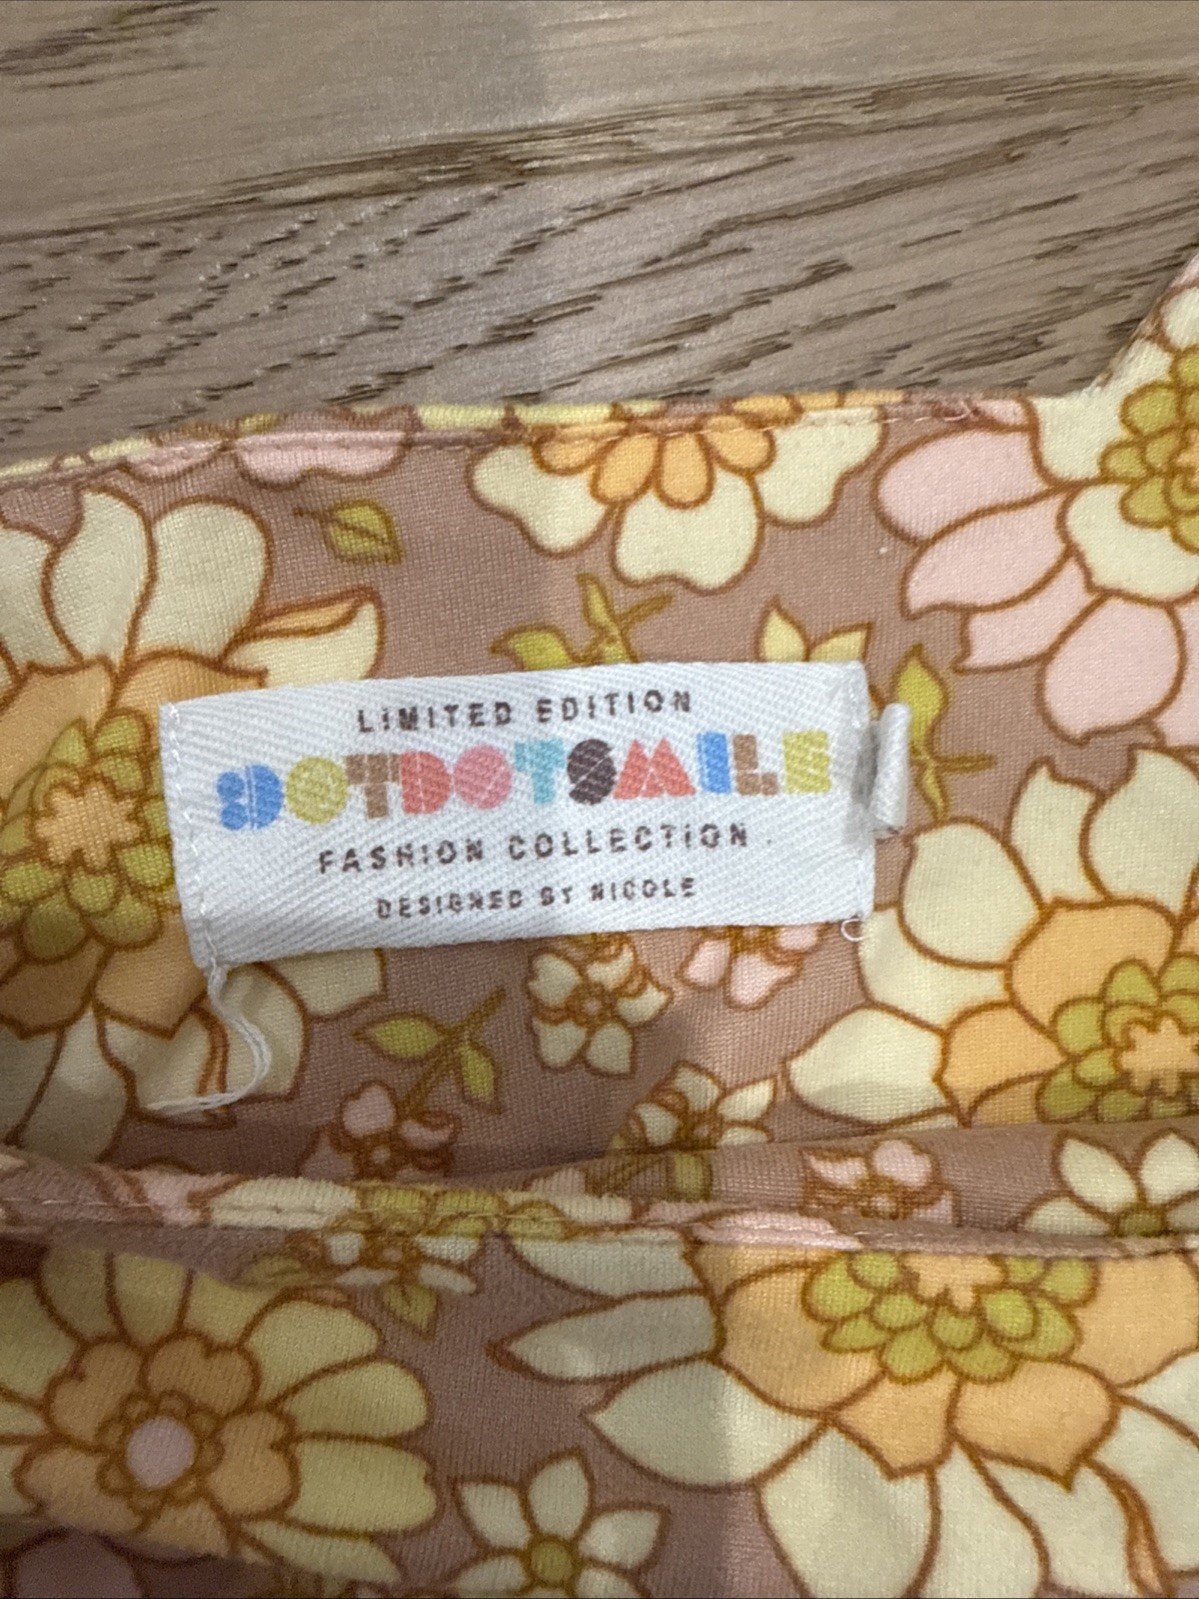 LIMITED EDITION
DOTDOTSMILE
FASHION COLLECTION
DESIGNED BY NICOLE